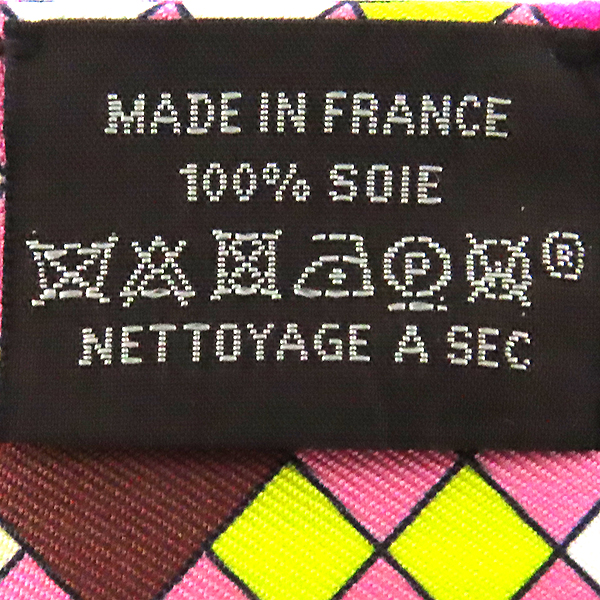 MADE IN FRANCE
100% SOIE
P ®
NETTOYAGE A SEC